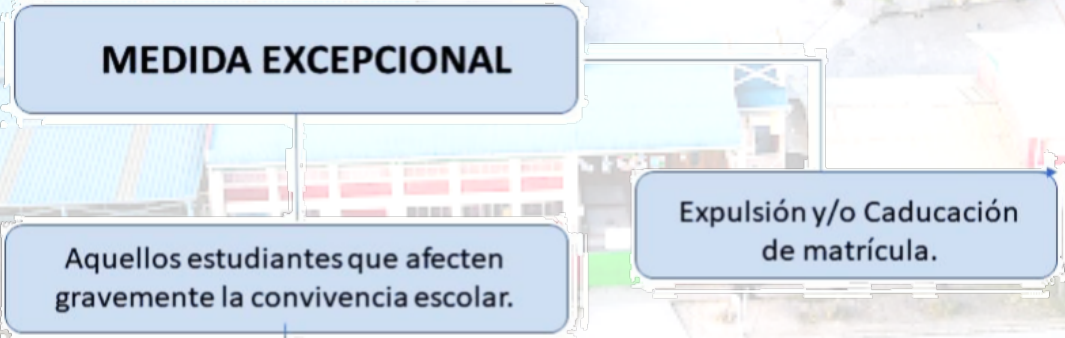 MEDIDA EXCEPCIONAL
Aquellos estudiantes que afecten
gravemente la convivencia escolar.
Expulsión y/o Caducación
de matrícula.